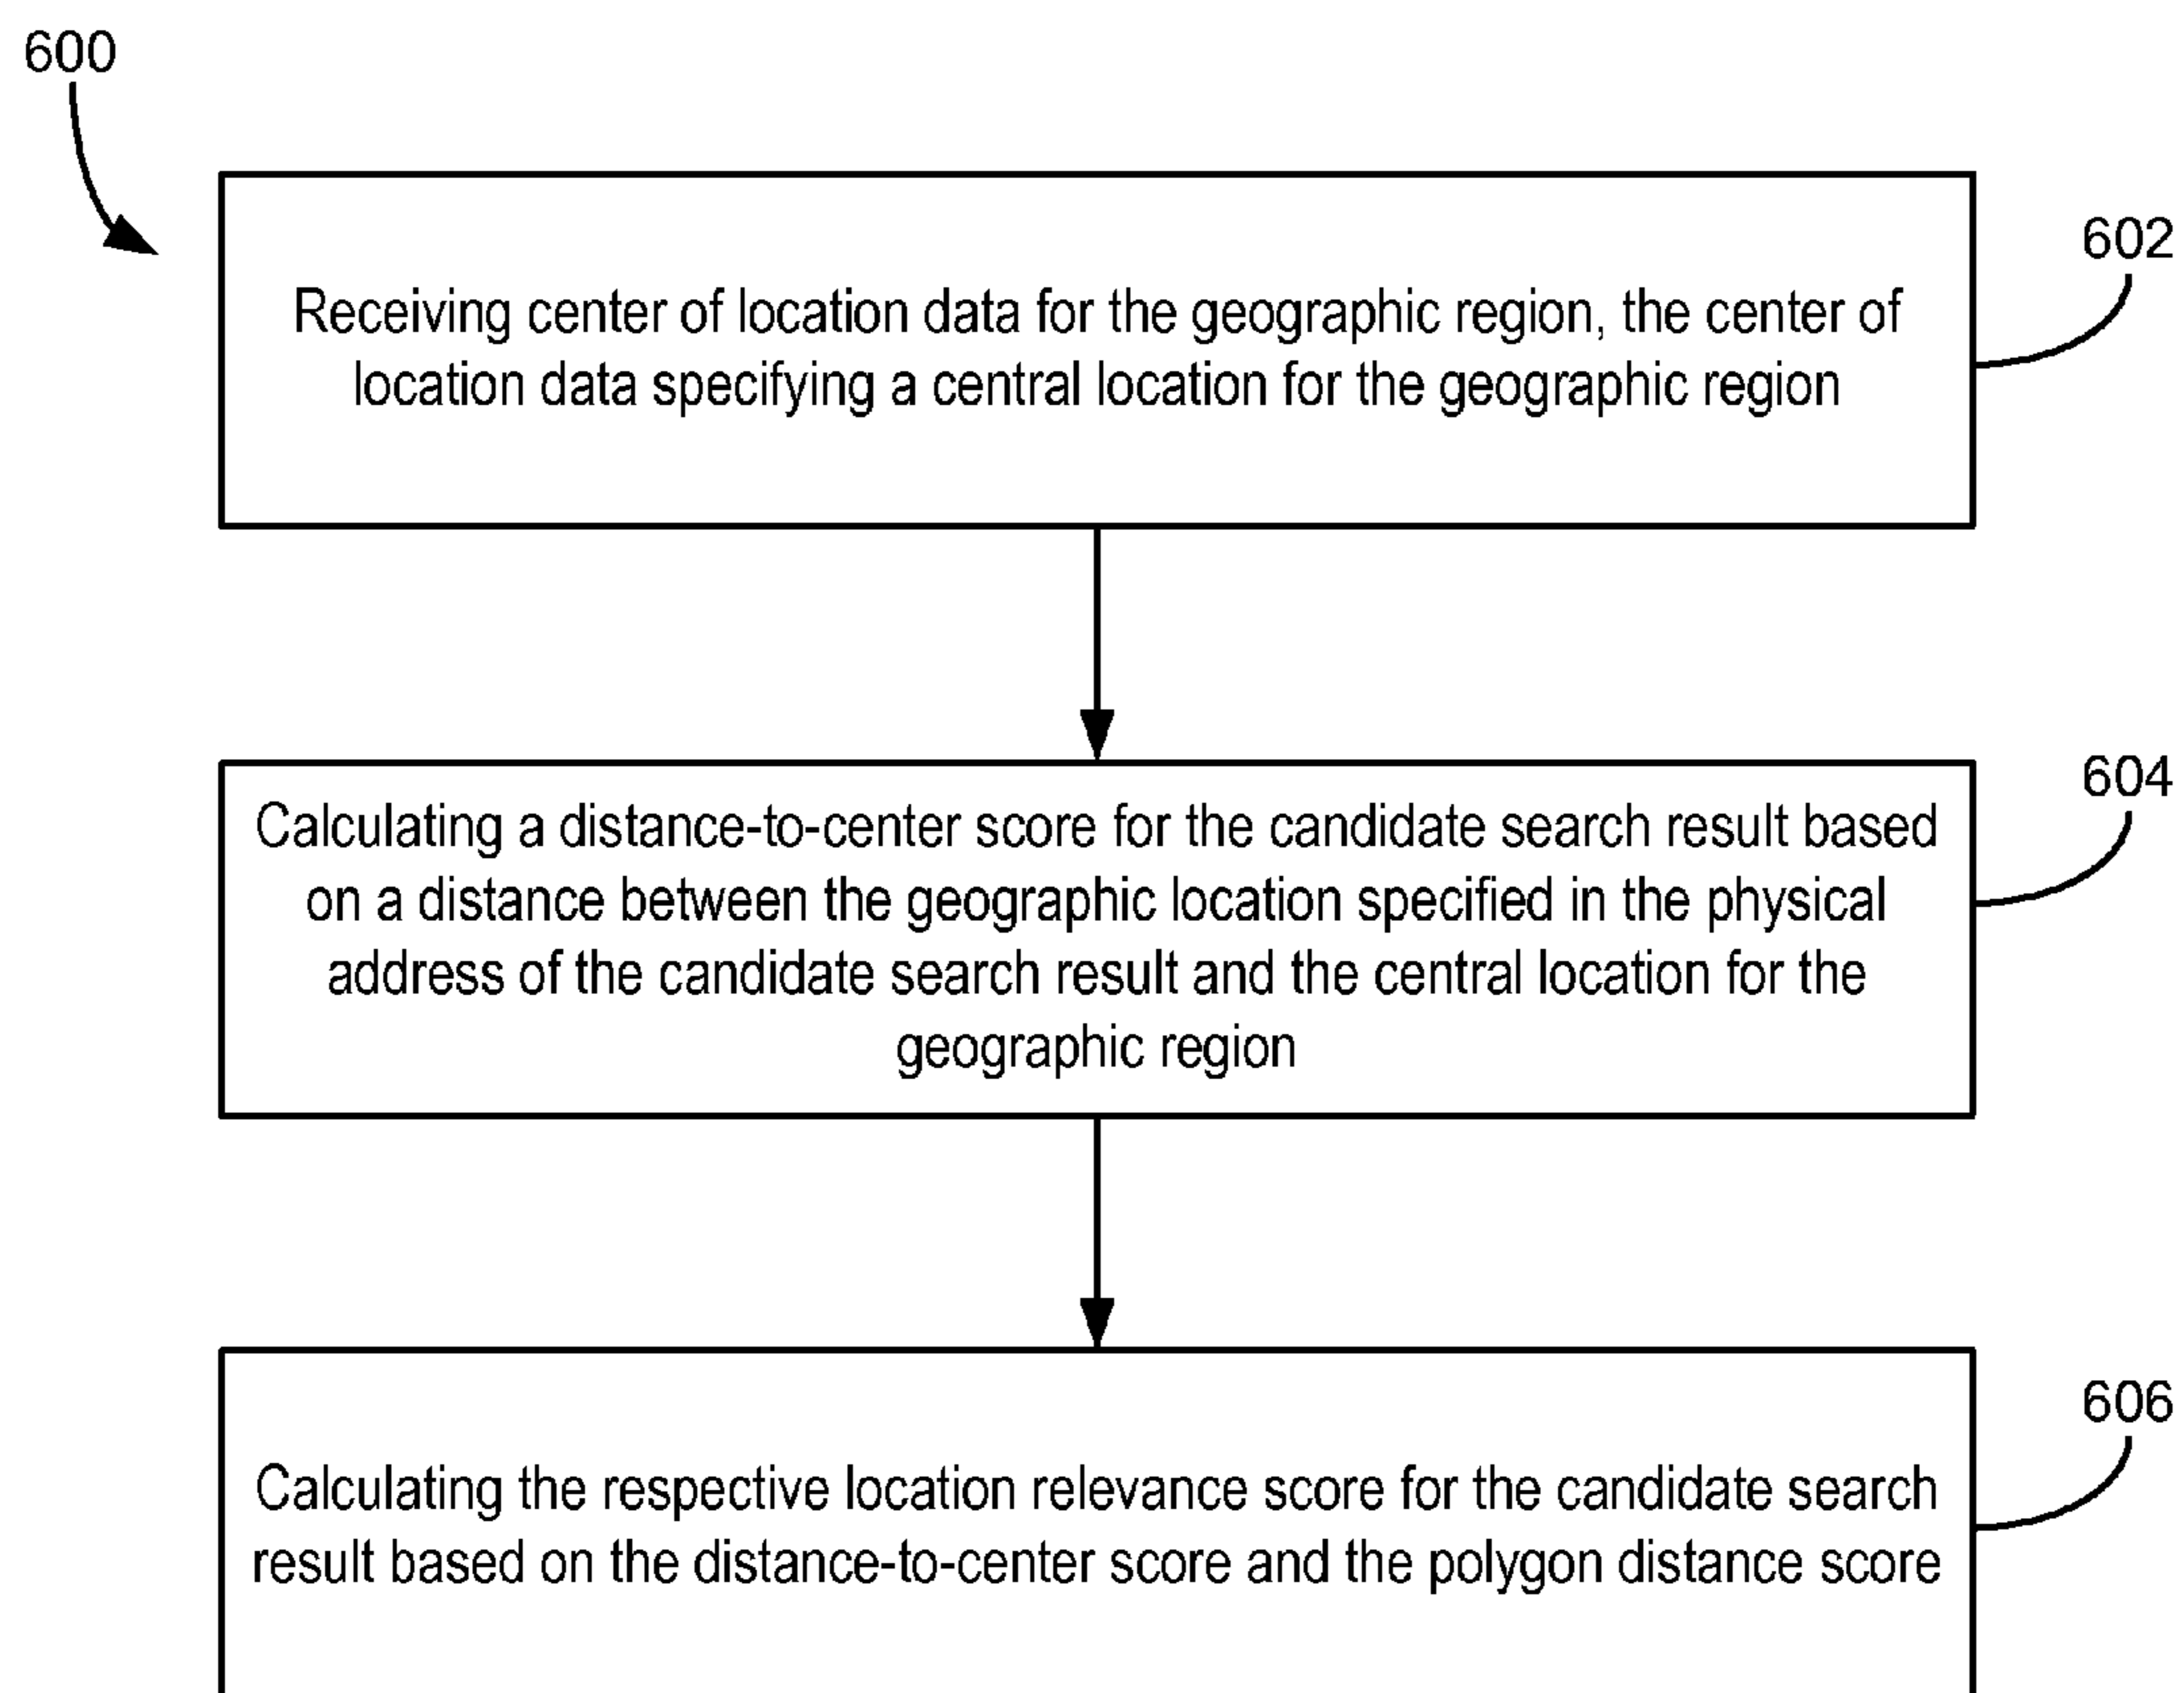 600
602
Receiving center of location data for the geographic region, the center of
location data specifying a central location for the geographic region
604
Calculating a distance-to-center score for the candidate search result based
on a distance between the geographic location specified in the physical
address of the candidate search result and the central location for the
geographic region
606
Calculating the respective location relevance score for the candidate search
result based on the distance-to-center score and the polygon distance score